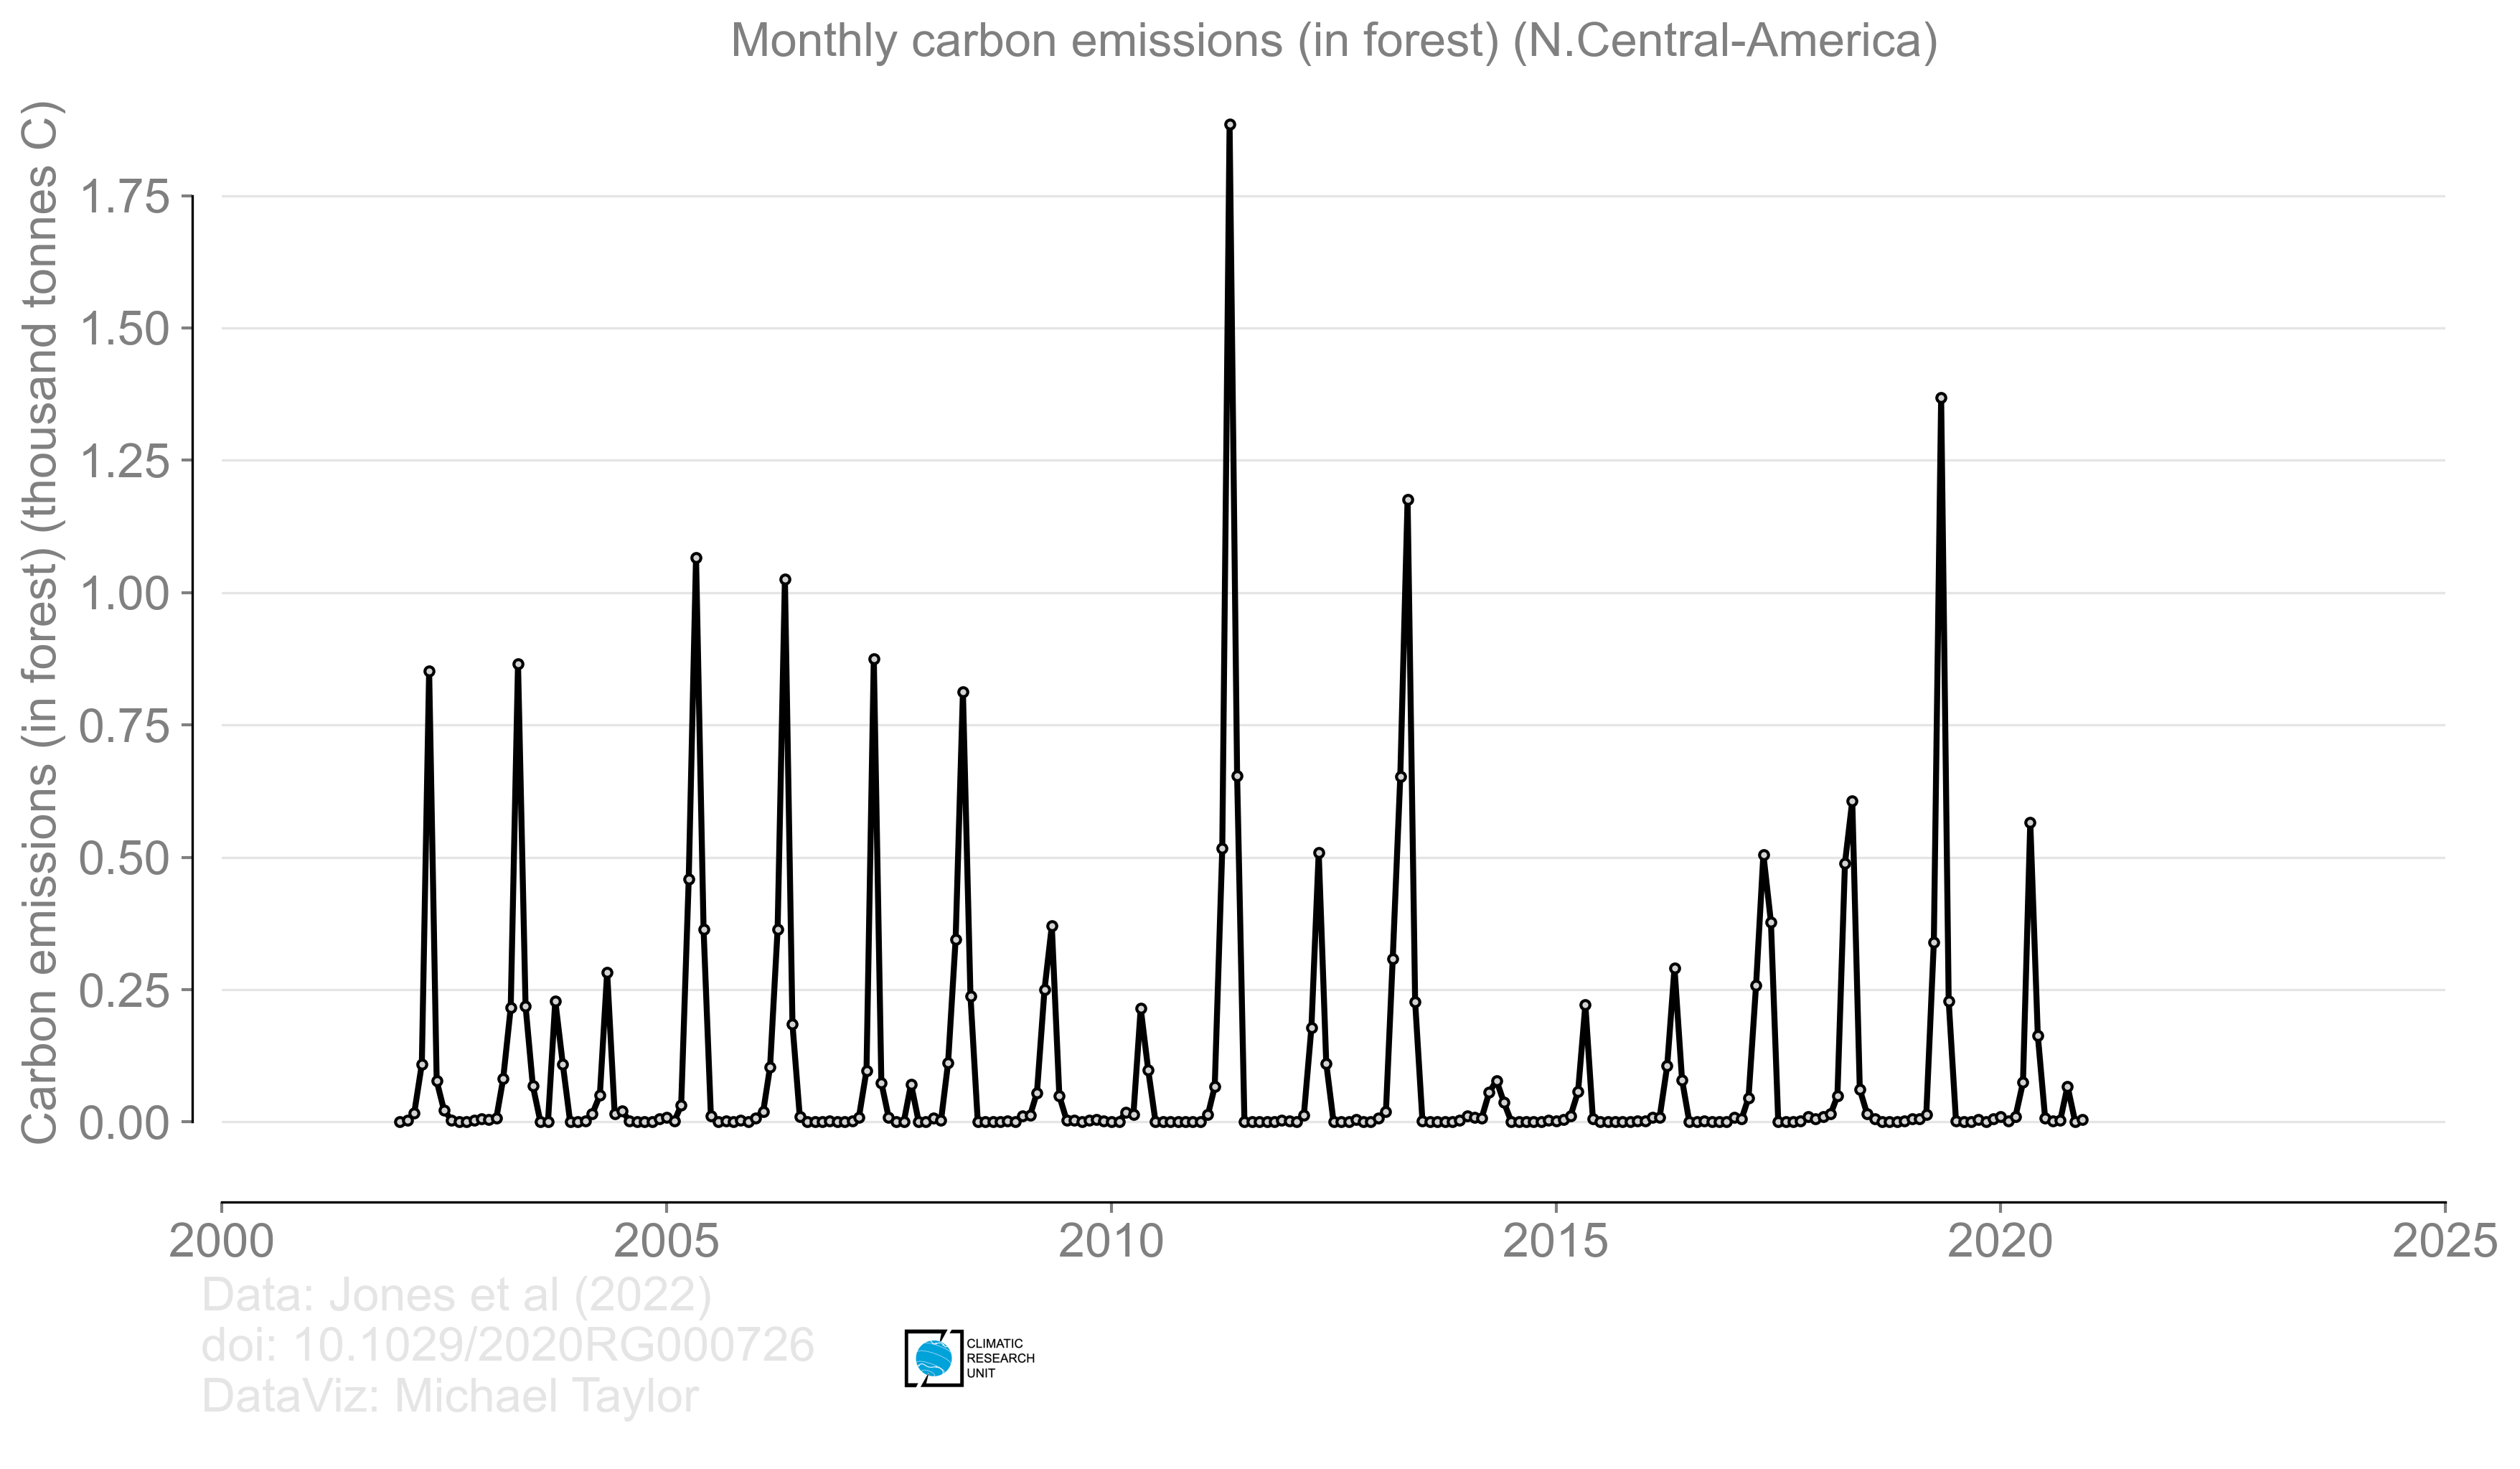 Monthly carbon emissions (in forest) (N.Central-America)
Carbon emissions (in forest) (thousand tonnes C)
1.75
1.50
1.25
1.00
0.75
0.50
0.25
0.00
2000 2005 2010 2015 2020 2025
Data: Jones et al (2022)
doi: 10.1029/2020RG000726
DataViz: Michael Taylor
CLIMATIC
RESEARCH
UNIT